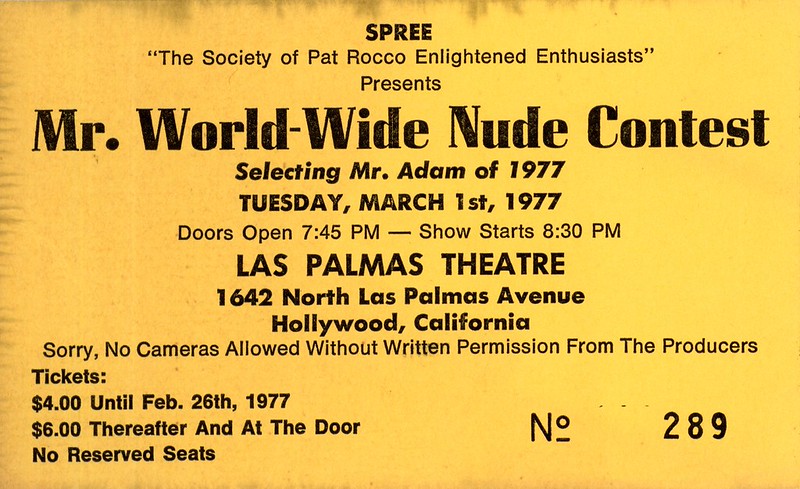 SPREE
“The Society of Pat Rocco Enlightened Enthusiasts”
Presents
Mr. World-Wide Nude Contest
Selecting Mr. Adam of 1977
TUESDAY, MARCH 1st, 1977
Doors Open 7:45 PM — Show Starts 8:30 PM
LAS PALMAS THEATRE
1642 North Las Palmas Avenue
Hollywood, California
Sorry, No Cameras Allowed Without Written Permission From The Producers
Tickets:
$4.00 Until Feb. 26th, 1977
$6.00 Thereafter And At The Door
No Reserved Seats
Nº 289